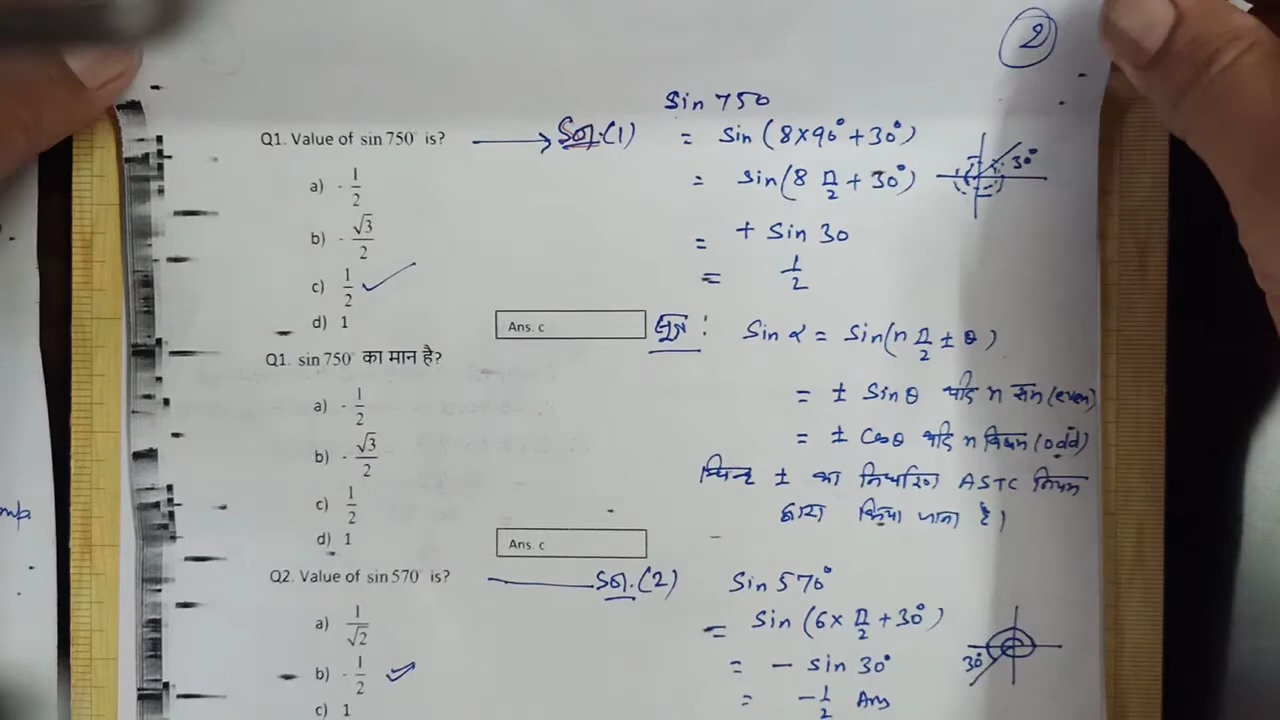 2
Q1. Value of sin 750° is?
a) -1/2
b) -√3/2
c) 1/2
d) 1
Ans. c
Sol.(1)
Sin 750
= Sin (8×90° + 30°)
= Sin(8 π/2 + 30°)
= + Sin 30
= 1/2
30°
सूत्र :
Sin α = Sin(n π/2 ± θ)
= ± Sinθ यदि n सम (even)
= ± Cosθ यदि n विषम (odd)
चिन्ह ± का निर्धारण ASTC नियम
द्वारा किया जाता है।
Q1. sin 750° का मान है?
a) -1/2
b) -√3/2
c) 1/2
d) 1
Ans. c
Q2. Value of sin 570° is?
a) 1/√2
b) -1/2
c) 1
Sol.(2)
Sin 570°
= Sin (6× π/2 + 30°)
= - sin 30°
= -1/2 Ans
30°